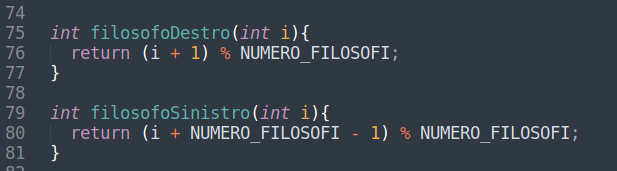 74
75 int filosofoDestro(int i){
76 return (i + 1) % NUMERO_FILOSOFI;
77 }
78
79 int filosofoSinistro(int i){
80 return (i + NUMERO_FILOSOFI - 1) % NUMERO_FILOSOFI;
81 }